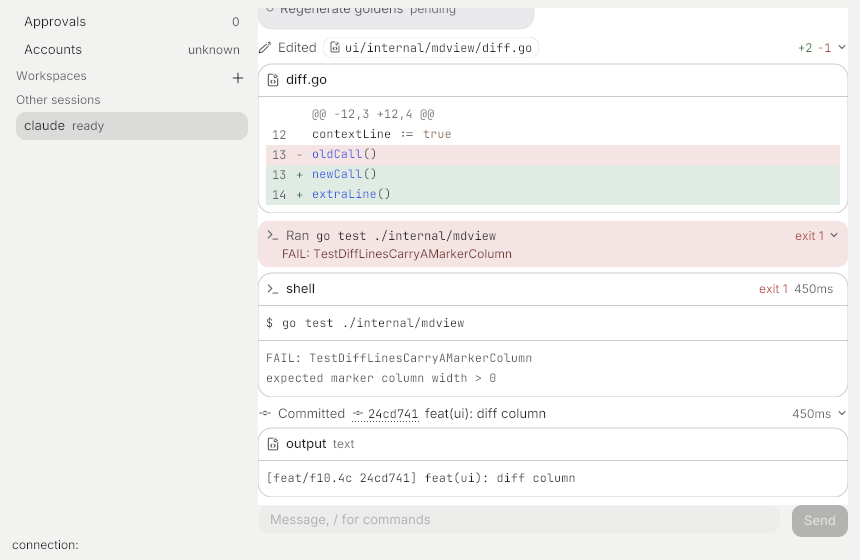 Approvals 0
Accounts unknown
Workspaces +
Other sessions
claude ready
connection:
Regenerate goldens pending
Edited ui/internal/mdview/diff.go +2 -1
diff.go
@@ -12,3 +12,4 @@
12 contextLine := true
13 - oldCall()
13 + newCall()
14 + extraLine()
Ran go test ./internal/mdview exit 1
FAIL: TestDiffLinesCarryAMarkerColumn
shell exit 1 450ms
$ go test ./internal/mdview
FAIL: TestDiffLinesCarryAMarkerColumn
expected marker column width > 0
Committed 24cd741 feat(ui): diff column 450ms
output text
[feat/f10.4c 24cd741] feat(ui): diff column
Message, / for commands Send